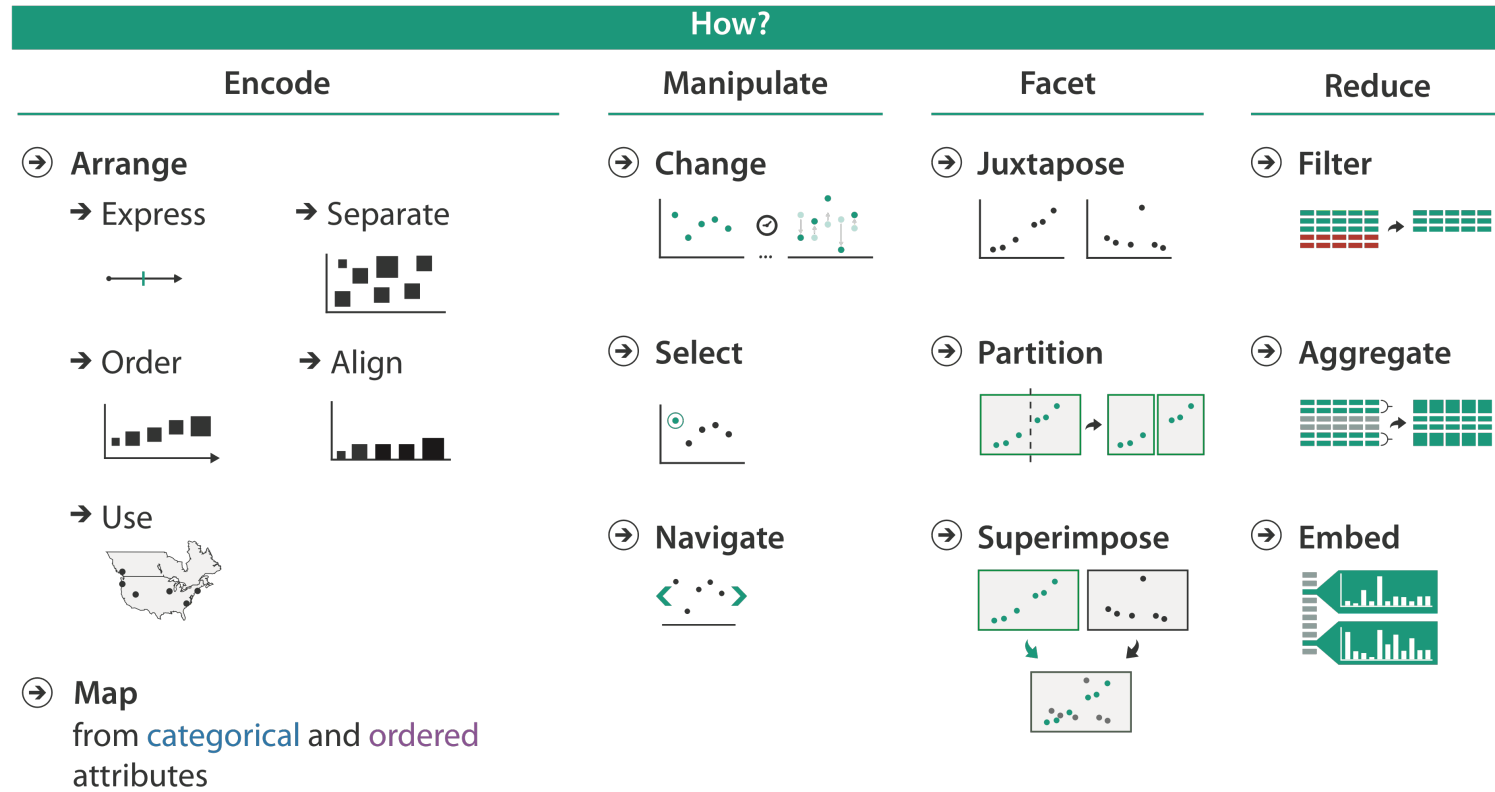 How?
Encode
Manipulate
Facet
Reduce
Arrange
Express
Separate
Order
Align
Use
Map
from categorical and ordered
attributes
Change
...
Select
Navigate
Juxtapose
Partition
Superimpose
Filter
Aggregate
Embed